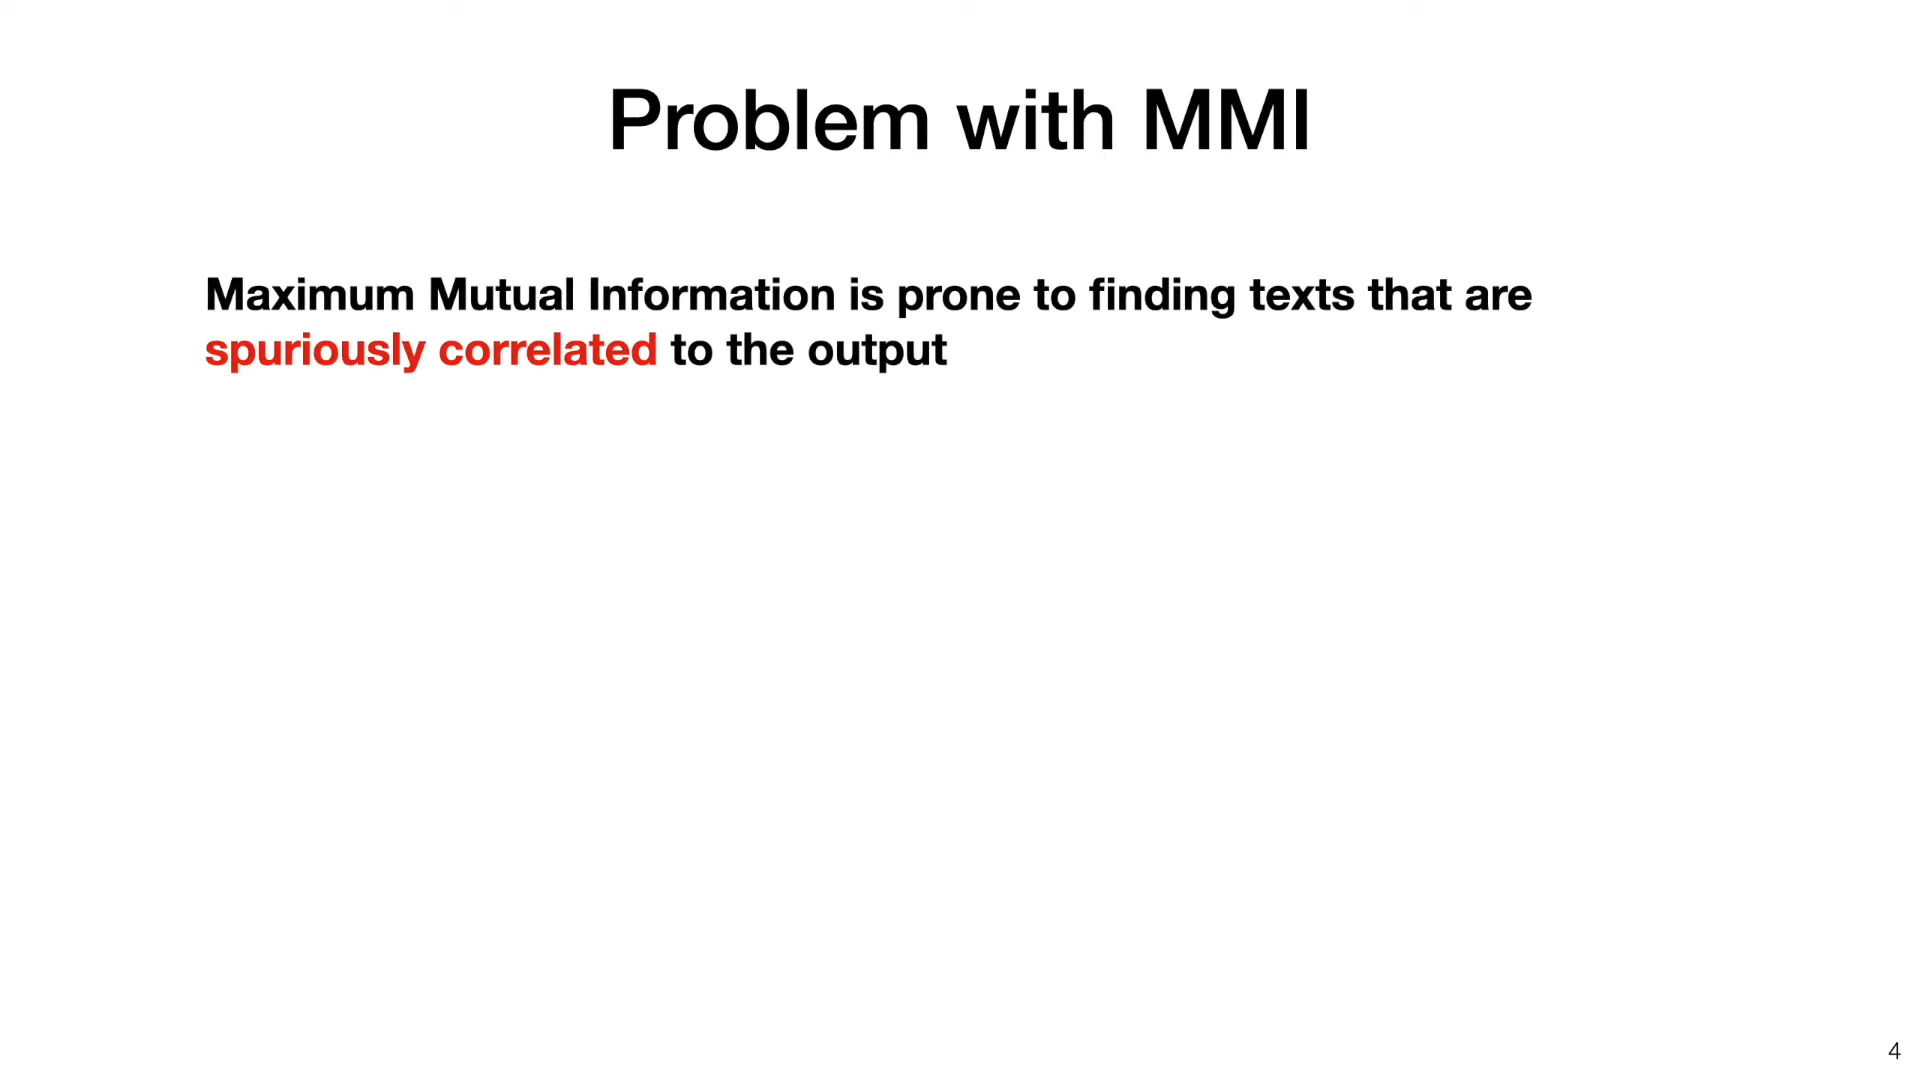 Problem with MMI
Maximum Mutual Information is prone to finding texts that are
spuriously correlated to the output
4